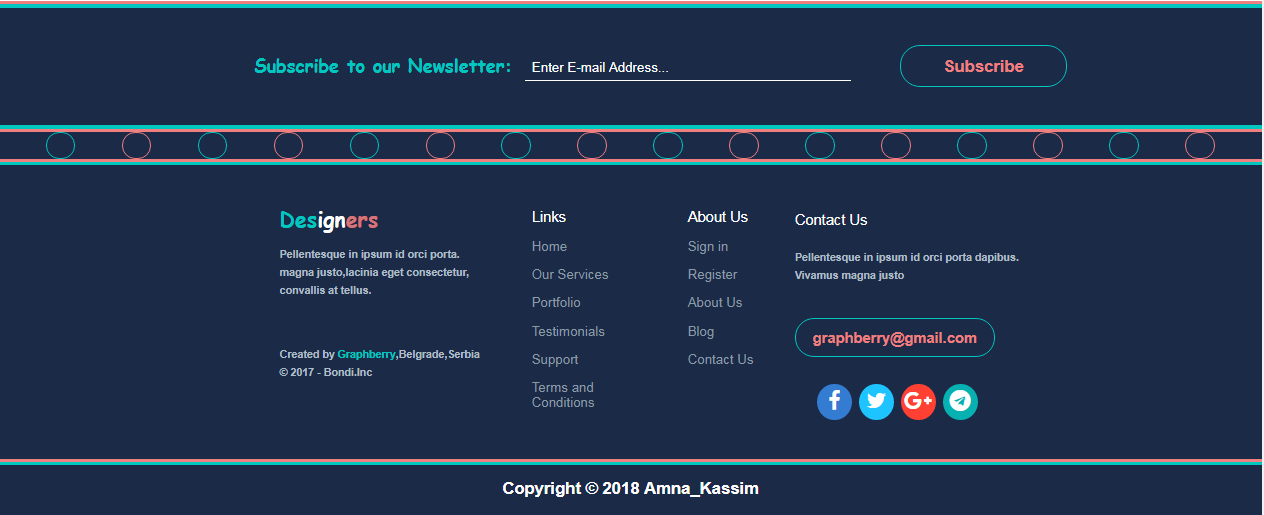 Subscribe to our Newsletter:
Enter E-mail Address...
Subscribe
Designers
Pellentesque in ipsum id orci porta.
magna justo,lacinia eget consectetur,
convallis at tellus.
Created by Graphberry,Belgrade,Serbia
© 2017 - Bondi.Inc
Links
Home
Our Services
Portfolio
Testimonials
Support
Terms and
Conditions
About Us
Sign in
Register
About Us
Blog
Contact Us
Contact Us
Pellentesque in ipsum id orci porta dapibus.
Vivamus magna justo
graphberry@gmail.com
f
G+
Copyright © 2018 Amna_Kassim